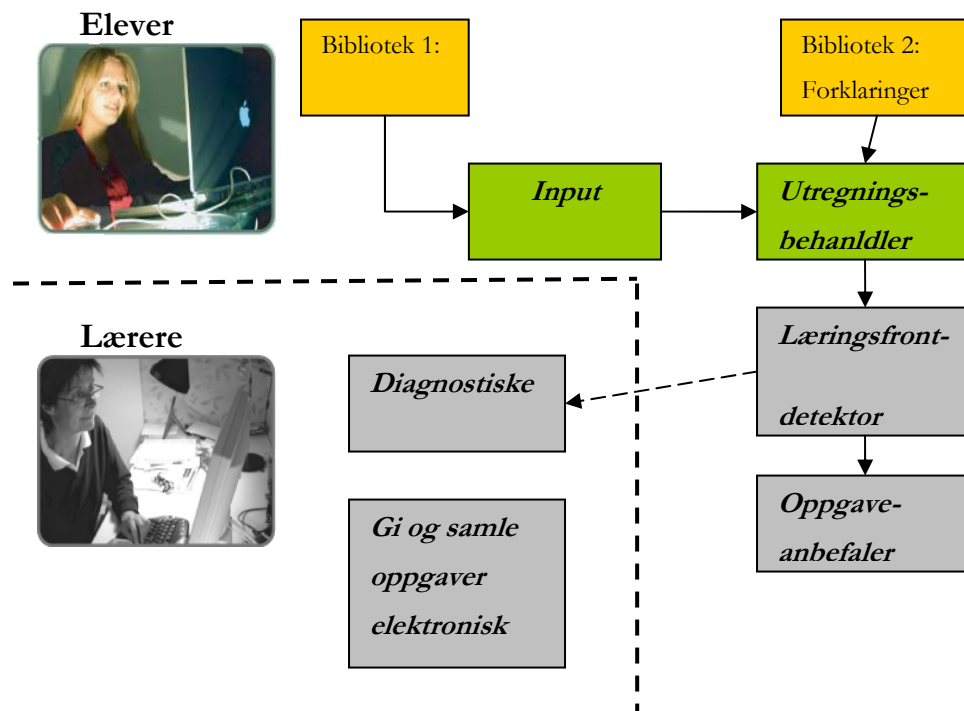 Elever
Bibliotek 1:
Bibliotek 2:
Forklaringer
Input
Utregnings-
behanldler
Lærere
Diagnostiske
Læringsfront-
detektor
Gi og samle
oppgaver
elektronisk
Oppgave-
anbefaler